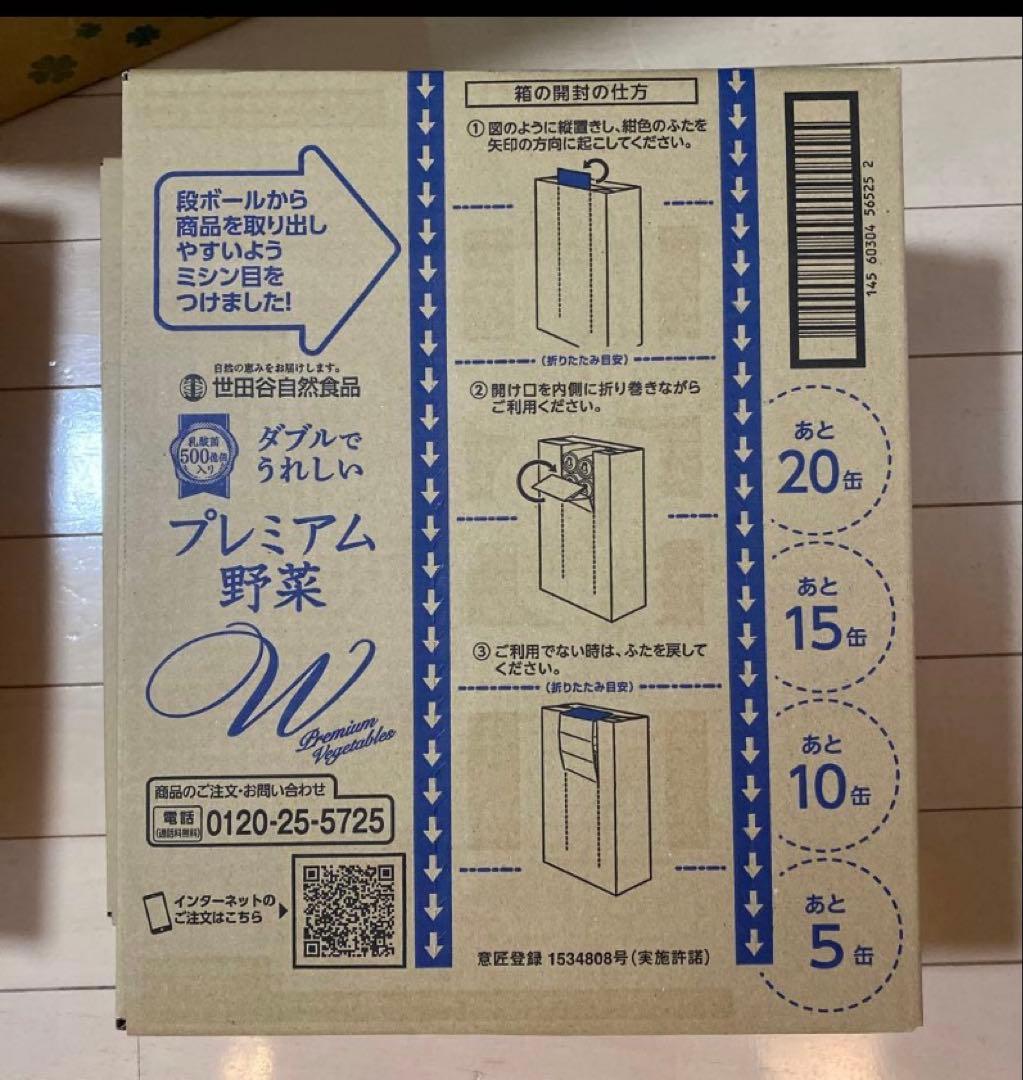 段ボールから
商品を取り出し
やすいよう
ミシン目を
つけました!
自然の恵みをお届けします。
世田谷自然食品
乳酸菌
500億個
入り
ダブルで
うれしい
プレミアム
野菜
W
Premium
Vegetables
商品のご注文・お問い合わせ
電話
(通話料無料)
0120-25-5725
インターネットの
ご注文はこちら
箱の開封の仕方
① 図のように縦置きし、紺色のふたを
矢印の方向に起こしてください。
(折りたたみ目安)
② 開け口を内側に折り巻きながら
ご利用ください。
③ ご利用でない時は、ふたを戻して
ください。
(折りたたみ目安)
意匠登録 1534808号(実施許諾)
145 60304 56525 2
あと
20缶
あと
15缶
あと
10缶
あと
5缶